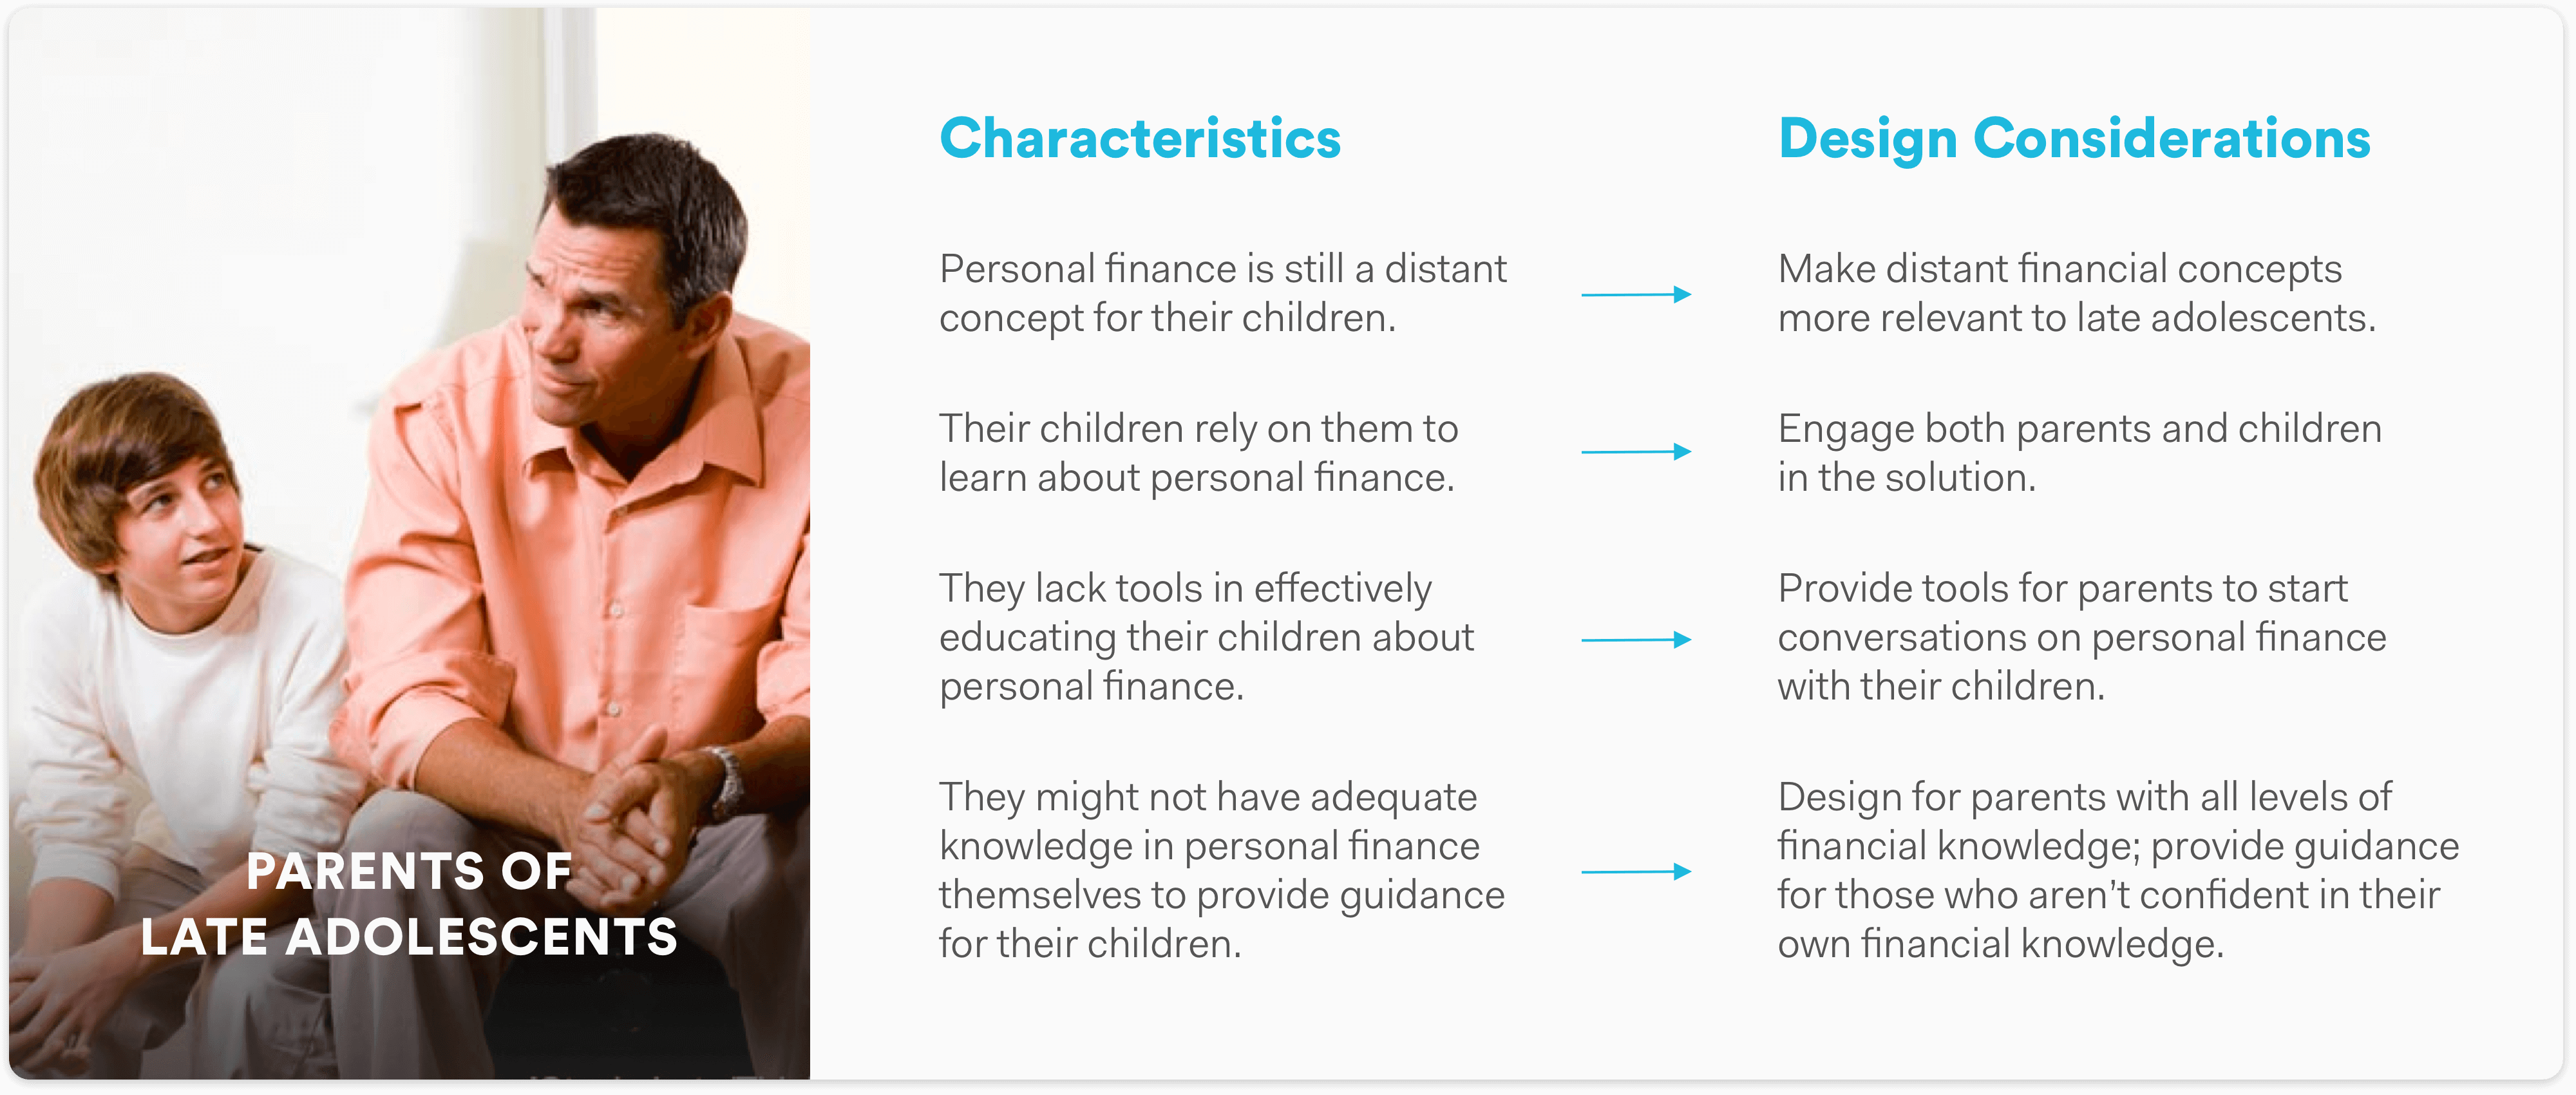 PARENTS OF
LATE ADOLESCENTS
Characteristics
Design Considerations
Personal finance is still a distant
concept for their children.
Make distant financial concepts
more relevant to late adolescents.
Their children rely on them to
learn about personal finance.
Engage both parents and children
in the solution.
They lack tools in effectively
educating their children about
personal finance.
Provide tools for parents to start
conversations on personal finance
with their children.
They might not have adequate
knowledge in personal finance
themselves to provide guidance
for their children.
Design for parents with all levels of
financial knowledge; provide guidance
for those who aren’t confident in their
own financial knowledge.